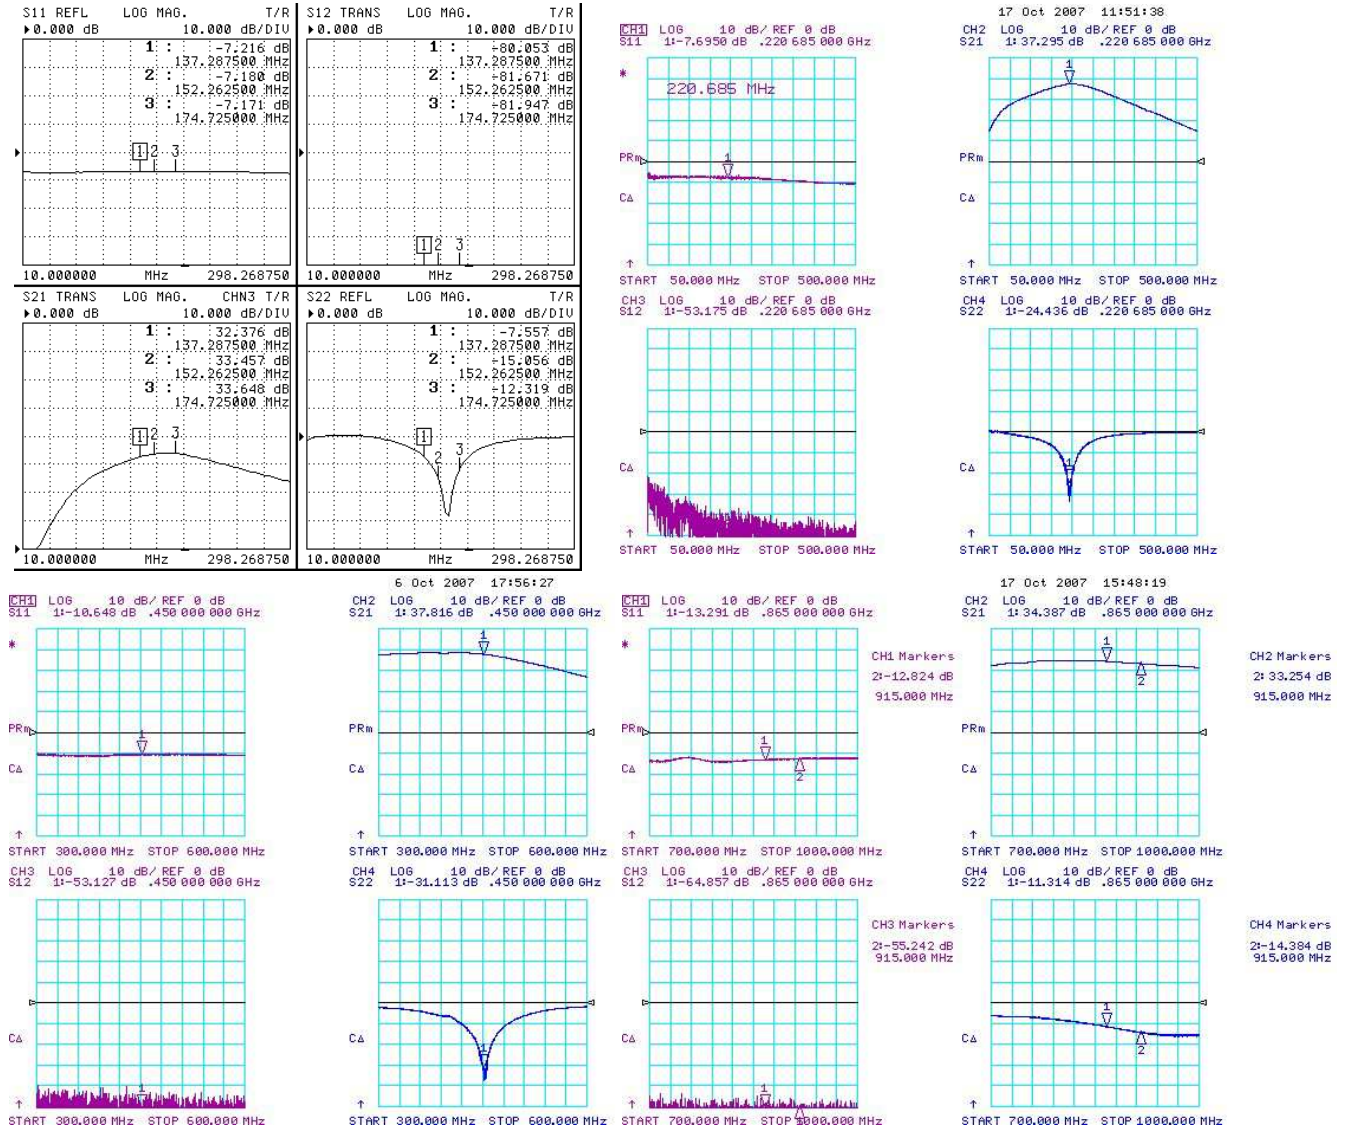 S11 REFL LOG MAG. T/R
▶0.000 dB 10.000 dB/DIV
1 : -7.216 dB
137.287500 MHz
2 : -7.180 dB
152.262500 MHz
3 : -7.171 dB
174.725000 MHz
1 2 3
10.000000 MHz 298.268750
S12 TRANS LOG MAG. T/R
▶0.000 dB 10.000 dB/DIV
1 : -80.053 dB
137.287500 MHz
2 : -81.671 dB
152.262500 MHz
3 : -81.947 dB
174.725000 MHz
1 2 3
10.000000 MHz 298.268750
S21 TRANS LOG MAG. CHN3 T/R
▶0.000 dB 10.000 dB/DIV
1 : 32.376 dB
137.287500 MHz
2 : 33.457 dB
152.262500 MHz
3 : 33.648 dB
174.725000 MHz
1 2 3
10.000000 MHz 298.268750
S22 REFL LOG MAG. T/R
▶0.000 dB 10.000 dB/DIV
1 : -7.557 dB
137.287500 MHz
2 : -15.056 dB
152.262500 MHz
3 : -12.319 dB
174.725000 MHz
1 2 3
10.000000 MHz 298.268750
17 Oct 2007 11:51:38
CH1 LOG 10 dB/ REF 0 dB
S11 1:-7.6950 dB .220 685 000 GHz
*
220.685 MHz
PRm
1
CΔ
↑
START 50.000 MHz STOP 500.000 MHz
CH2 LOG 10 dB/ REF 0 dB
S21 1:37.295 dB .220 685 000 GHz
1
PRm
CΔ
↑
START 50.000 MHz STOP 500.000 MHz
CH3 LOG 10 dB/ REF 0 dB
S12 1:-53.175 dB .220 685 000 GHz
CΔ
↑
START 50.000 MHz STOP 500.000 MHz
CH4 LOG 10 dB/ REF 0 dB
S22 1:-24.436 dB .220 685 000 GHz
CΔ
1
↑
START 50.000 MHz STOP 500.000 MHz
6 Oct 2007 17:56:27
CH1 LOG 10 dB/ REF 0 dB
S11 1:-10.648 dB .450 000 000 GHz
*
PRm
1
CΔ
↑
START 300.000 MHz STOP 600.000 MHz
CH2 LOG 10 dB/ REF 0 dB
S21 1:37.816 dB .450 000 000 GHz
1
PRm
CΔ
↑
START 300.000 MHz STOP 600.000 MHz
CH3 LOG 10 dB/ REF 0 dB
S12 1:-53.127 dB .450 000 000 GHz
CΔ
1
↑
START 300.000 MHz STOP 600.000 MHz
CH4 LOG 10 dB/ REF 0 dB
S22 1:-31.113 dB .450 000 000 GHz
CΔ
1
↑
START 300.000 MHz STOP 600.000 MHz
17 Oct 2007 15:48:19
CH1 LOG 10 dB/ REF 0 dB
S11 1:-13.291 dB .865 000 000 GHz
*
CH1 Markers
2:-12.824 dB
915.000 MHz
PRm
1
CΔ
2
↑
START 700.000 MHz STOP 1000.000 MHz
CH2 LOG 10 dB/ REF 0 dB
S21 1:34.387 dB .865 000 000 GHz
1
CH2 Markers
2:33.254 dB
2
915.000 MHz
PRm
CΔ
↑
START 700.000 MHz STOP 1000.000 MHz
CH3 LOG 10 dB/ REF 0 dB
S12 1:-64.857 dB .865 000 000 GHz
CH3 Markers
2:-55.242 dB
915.000 MHz
CΔ
1
↑
START 700.000 MHz STOP 1000.000 MHz
CH4 LOG 10 dB/ REF 0 dB
S22 1:-11.314 dB .865 000 000 GHz
CH4 Markers
2:-14.384 dB
915.000 MHz
1
CΔ
2
↑
START 700.000 MHz STOP 1000.000 MHz